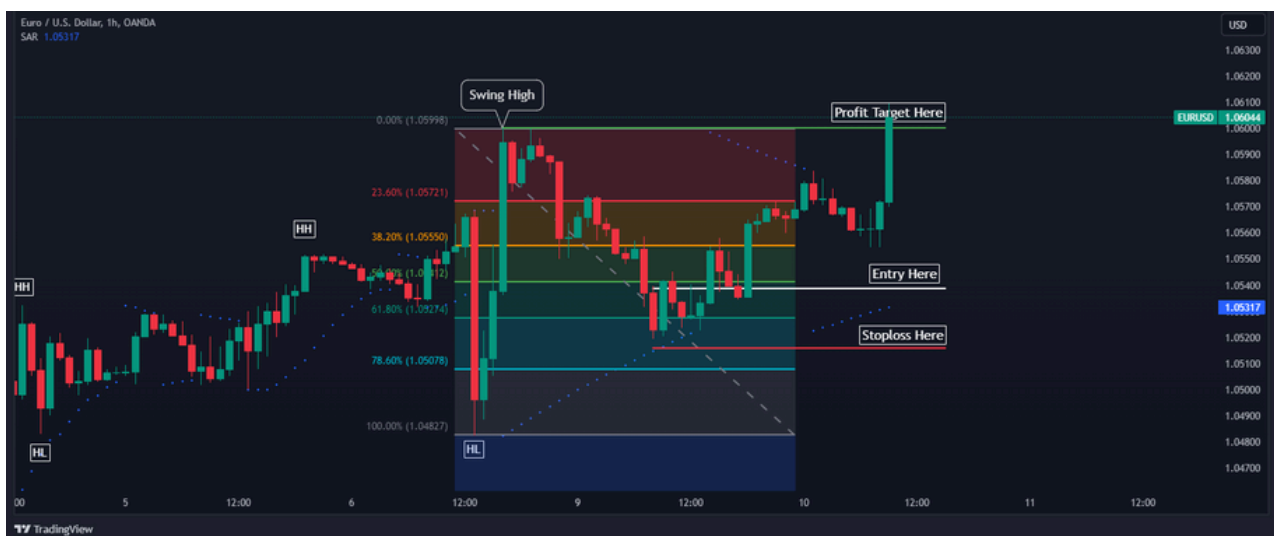 Euro / U.S. Dollar, 1h, OANDA
SAR 1.05317
USD
1.06300
1.06200
1.06100
EURUSD 1.06044
1.06000
1.05900
1.05800
1.05700
1.05600
1.05500
1.05400
1.05317
1.05200
1.05100
1.05000
1.04900
1.04800
1.04700
Swing High
Profit Target Here
0.00% (1.05998)
23.60% (1.05721)
HH
38.20% (1.05550)
HH
Entry Here
61.80% (1.05274)
Stoploss Here
78.60% (1.05078)
100.00% (1.04827)
HL
HL
00 5 12:00 6 12:00 9 12:00 10 12:00 11 12:00
TradingView